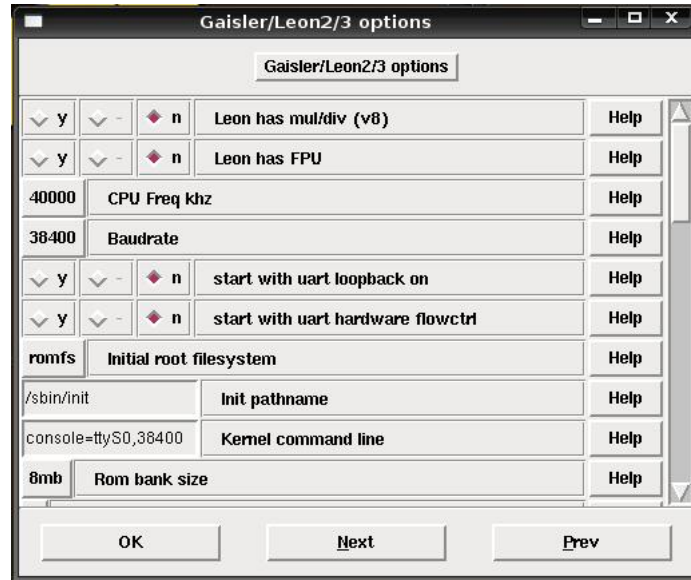 Gaisler/Leon2/3 options
Gaisler/Leon2/3 options
y - n Leon has mul/div (v8) Help
y - n Leon has FPU Help
40000 CPU Freq khz Help
38400 Baudrate Help
y - n start with uart loopback on Help
y - n start with uart hardware flowctrl Help
romfs Initial root filesystem Help
/sbin/init Init pathname Help
console=ttyS0,38400 Kernel command line Help
8mb Rom bank size Help
OK Next Prev